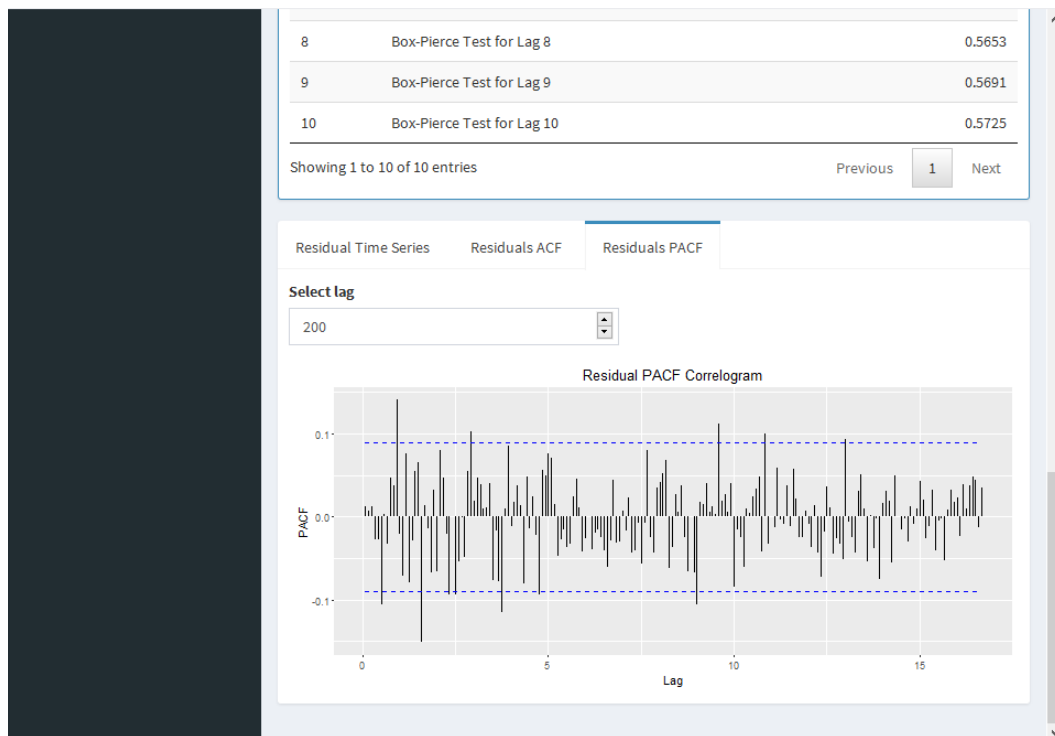 8 Box-Pierce Test for Lag 8 0.5653
9 Box-Pierce Test for Lag 9 0.5691
10 Box-Pierce Test for Lag 10 0.5725
Showing 1 to 10 of 10 entries Previous 1 Next
Residual Time Series Residuals ACF Residuals PACF
Select lag
200
Residual PACF Correlogram
0.1
0.0
-0.1
PACF
0 5 10 15
Lag